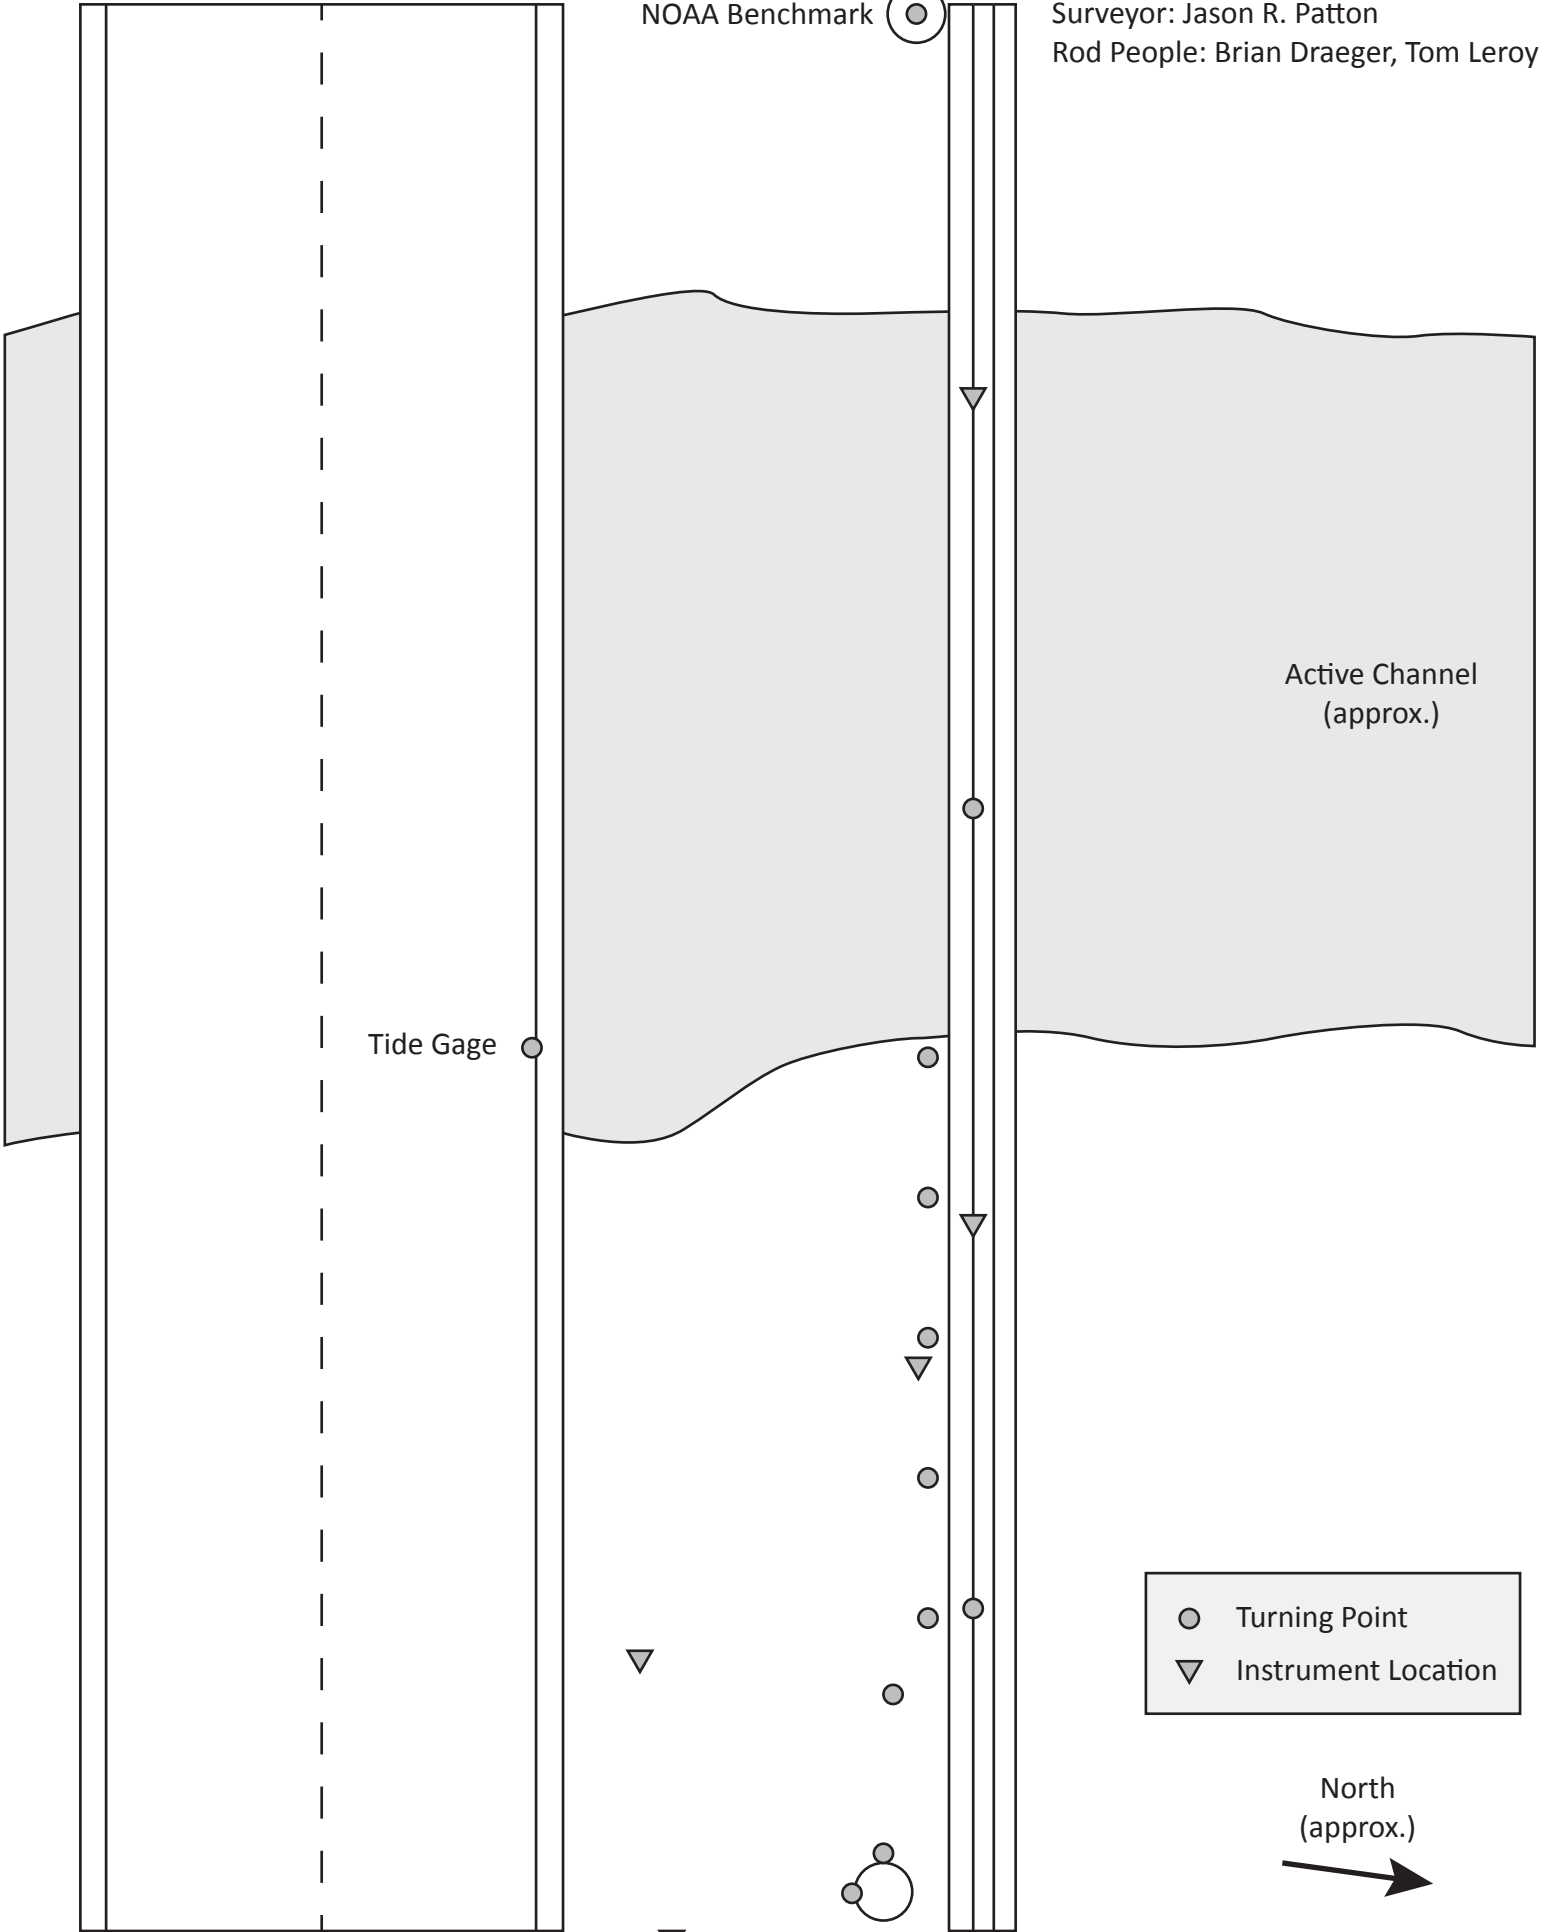 NOAA Benchmark
Surveyor: Jason R. Patton
Rod People: Brian Draeger, Tom Leroy
Active Channel
(approx.)
Tide Gage
Turning Point
Instrument Location
North
(approx.)